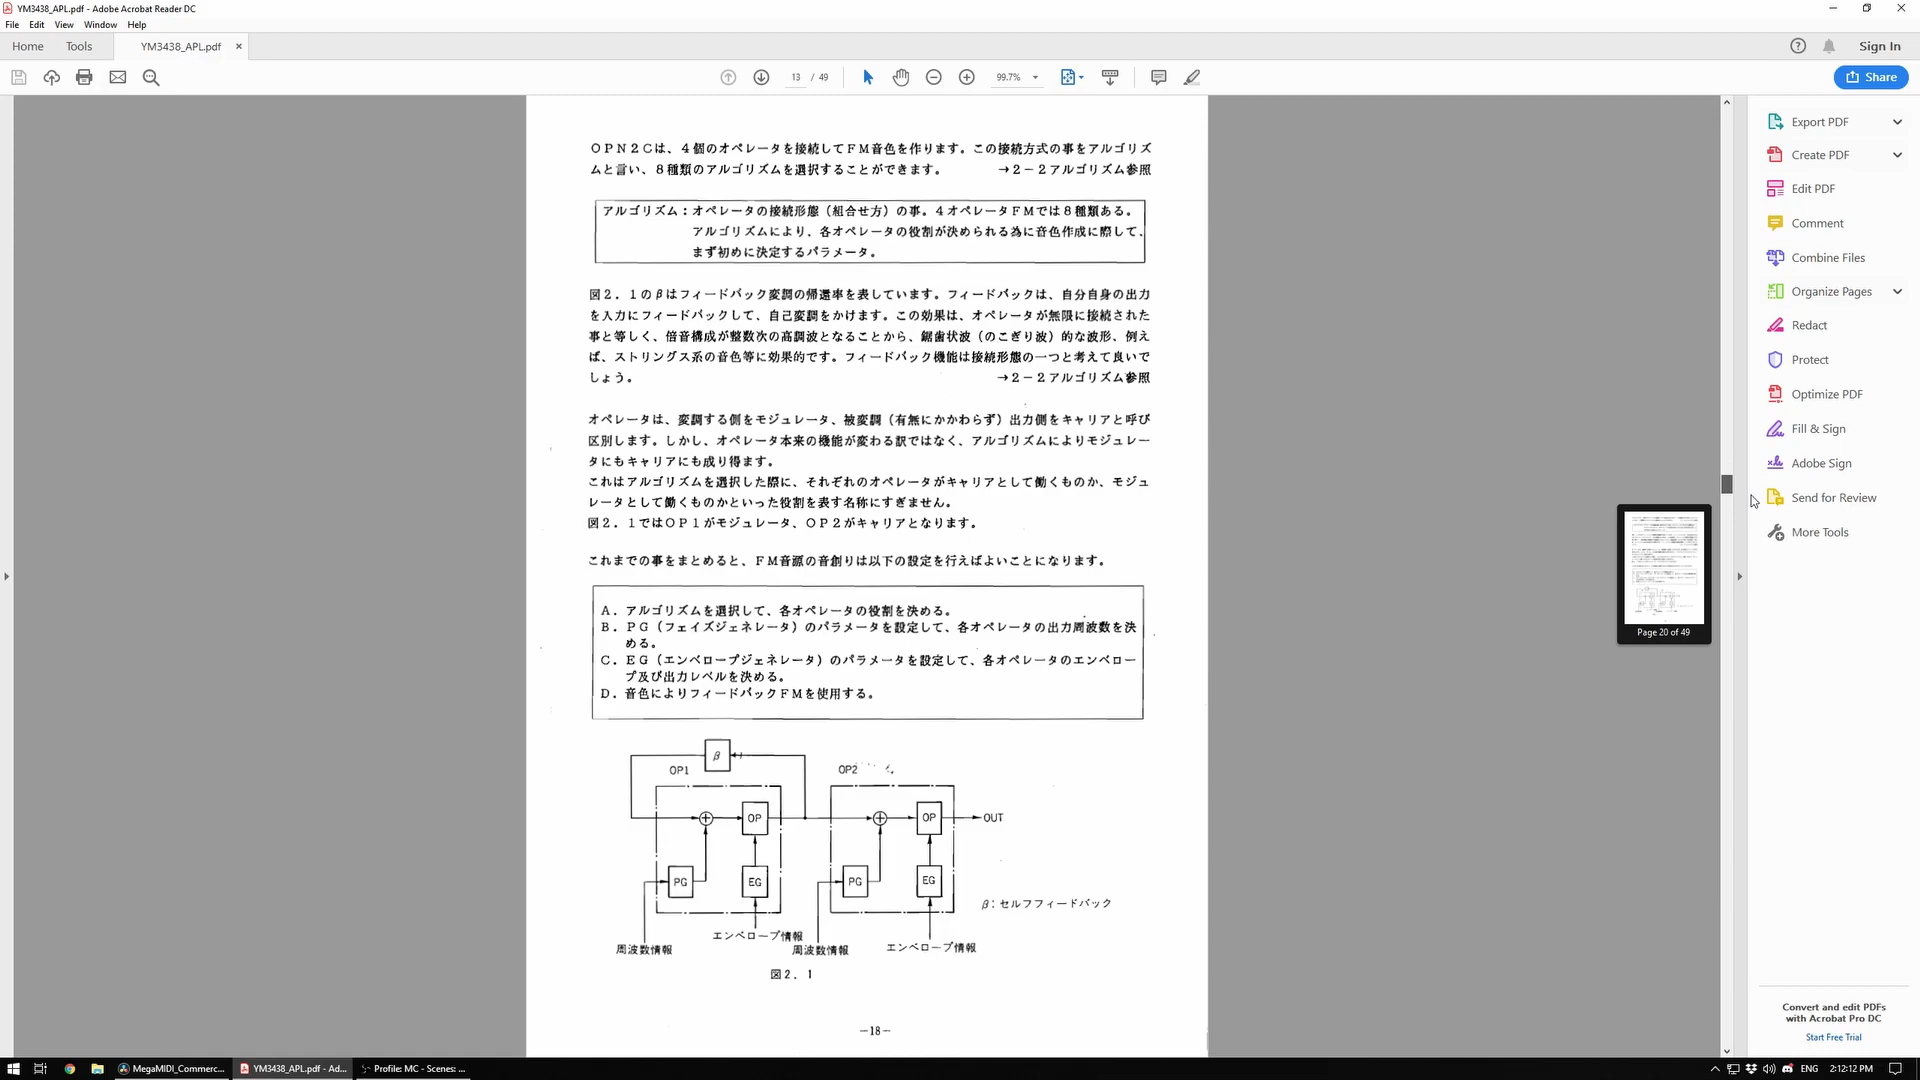 YM3438_APL.pdf - Adobe Acrobat Reader DC
File Edit View Window Help
Home Tools YM3438_APL.pdf × Sign In
13 / 49 99.7% Share
OPN2Cは、4個のオペレータを接続してFM音色を作ります。この接続方式の事をアルゴリズ
ムと言い、8種類のアルゴリズムを選択することができます。 →2-2アルゴリズム参照
アルゴリズム：オペレータの接続形態（組合せ方）の事。4オペレータFMでは8種類ある。
アルゴリズムにより、各オペレータの役割が決められる為に音色作成に際して、
まず初めに決定するパラメータ。
図2．1のβはフィードバック変調の帰還率を表しています。フィードバックは、自分自身の出力
を入力にフィードバックして、自己変調をかけます。この効果は、オペレータが無限に接続された
事と等しく、倍音構成が整数次の高調波となることから、鋸歯状波（のこぎり波）的な波形、例え
ば、ストリングス系の音色等に効果的です。フィードバック機能は接続形態の一つと考えて良いで
しょう。 →2-2アルゴリズム参照
オペレータは、変調する側をモジュレータ、被変調（有無にかかわらず）出力側をキャリアと呼び
区別します。しかし、オペレータ本来の機能が変わる訳ではなく、アルゴリズムによりモジュレー
タにもキャリアにも成り得ます。
これはアルゴリズムを選択した際に、それぞれのオペレータがキャリアとして働くものか、モジュ
レータとして働くものかといった役割を表す名称にすぎません。
図2．1ではOP1がモジュレータ、OP2がキャリアとなります。
これまでの事をまとめると、FM音源の音創りは以下の設定を行えばよいことになります。
A．アルゴリズムを選択して、各オペレータの役割を決める。
B．PG（フェイズジェネレータ）のパラメータを設定して、各オペレータの出力周波数を決
める。
C．EG（エンベロープジェネレータ）のパラメータを設定して、各オペレータのエンベロー
プ及び出力レベルを決める。
D．音色によりフィードバックFMを使用する。
β
OP1 OP2
OP OP OUT
PG EG PG EG
β：セルフフィードバック
エンベロープ情報 エンベロープ情報
周波数情報 周波数情報
図2．1
-18-
Export PDF
Create PDF
Edit PDF
Comment
Combine Files
Organize Pages
Redact
Protect
Optimize PDF
Fill & Sign
Adobe Sign
Send for Review
More Tools
Page 20 of 49
Convert and edit PDFs
with Acrobat Pro DC
Start Free Trial
MegaMIDI_Commerc... YM3438_APL.pdf - Ad... Profile: MC - Scenes: ... ENG 2:12:12 PM